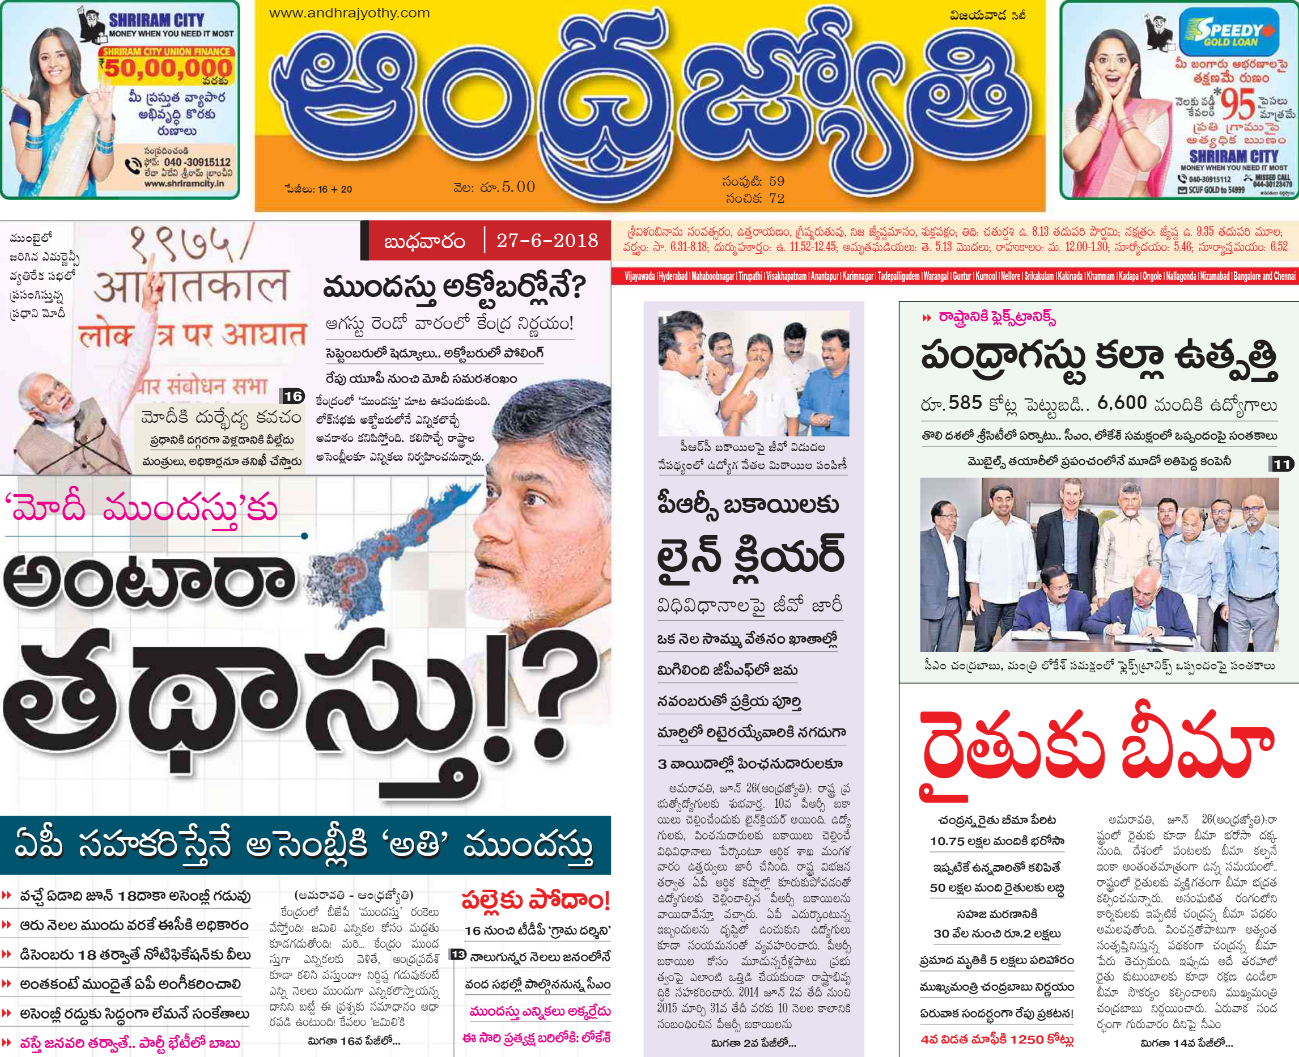 SHRIRAM CITY
MONEY WHEN YOU NEED IT MOST
SHRIRAM CITY UNION FINANCE
₹50,00,000
వరకు
మీ ప్రస్తుత వ్యాపార
అభివృద్ధి కొరకు
రుణాలు
సంప్రదించండి
ఫోన్: 040 -30915112
లేదా ఏదేని శ్రీరామ్ బ్రాంచ్‌ని
www.shriramcity.in
www.andhrajyothy.com
విజయవాడ సిటీ
ఆంధ్రజ్యోతి
పేజీలు: 16 + 20
వెల: రూ.5.00
సంపుటి: 59
సంచిక: 72
SPEEDY
GOLD LOAN
మీ బంగారు ఆభరణాలపై
తక్షణమే రుణం
నెలకు వడ్డీ కేవలం *95 పైసలు మాత్రమే
ప్రతి గ్రాముపై
అత్యధిక ఋణం
SHRIRAM CITY
MONEY WHEN YOU NEED IT MOST
040-30915112
MISSED CALL
044-30128470
SCUF GOLD to 54999
ముంబైలో
జరిగిన ఎమర్జెన్సీ
వ్యతిరేక సభలో
ప్రసంగిస్తున్న
ప్రధాని మోదీ
१९७५/
आपातकाल
लोकतंत्र पर आघात
संबोधन सभा
16
మోదీకి దుర్భేద్య కవచం
ప్రధానికి దగ్గరగా వెళ్లడానికి వీల్లేదు
మంత్రులు, అధికార్లనూ తనిఖీ చేస్తారు
బుధవారం | 27-6-2018
శ్రీవిళంబినామ సంవత్సరం, ఉత్తరాయణం, గ్రీష్మరుతువు, నిజ జ్యేష్ఠమాసం, శుక్లపక్షం; తిథి: చతుర్దశి ఉ. 8.13 తదుపరి పౌర్ణమి; నక్షత్రం: జ్యేష్ఠ ఉ. 9.35 తదుపరి మూల;
వర్జ్యం: సా. 6.31-8.18; దుర్ముహూర్తం: ఉ. 11.52-12.45; అమృతఘడియలు: తె. 5.13 మొదలు; రాహుకాలం: మ. 12.00-1.30, సూర్యోదయం: 5.46; సూర్యాస్తమయం: 6.52
Vijayawada |Hyderabad | Mahaboobnagar |Tirupathi |Visakhapatnam |Anantapur |Karimnagar | Tadepalligudem |Warangal |Guntur | Kurnool |Nellore | Srikakulam |Kakinada |Khammam |Kadapa |Ongole |Nallagonda |Nizamabad |Bangalore and Chennai
ముందస్తు అక్టోబర్లోనే?
ఆగస్టు రెండో వారంలో కేంద్ర నిర్ణయం!
సెప్టెంబరులో షెడ్యూలు.. అక్టోబరులో పోలింగ్
రేపు యూపీ నుంచి మోదీ సమరశంఖం
కేంద్రంలో 'ముందస్తు' మాట ఊపందుకుంది.
లోక్‌సభకు అక్టోబరులోనే ఎన్నికలొచ్చే
అవకాశం కనిపిస్తోంది. కలిసొచ్చే రాష్ట్రాల
అసెంబ్లీలకూ ఎన్నికలు నిర్వహించనున్నారు.
'మోదీ ముందస్తు'కు
అంటారా
తథాస్తు!?
ఏపీ సహకరిస్తేనే అసెంబ్లీకి 'అతి' ముందస్తు
వచ్చే ఏడాది జూన్ 18దాకా అసెంబ్లీ గడువు
ఆరు నెలల ముందు వరకే ఈసీకి అధికారం
డిసెంబరు 18 తర్వాతే నోటిఫికేషన్‌కు వీలు
అంతకంటే ముందైతే ఏపీ అంగీకరించాలి
అసెంబ్లీ రద్దుకు సిద్ధంగా లేమనే సంకేతాలు
వస్తే జనవరి తర్వాతే.. పార్టీ భేటీలో బాబు
(అమరావతి - ఆంధ్రజ్యోతి)
కేంద్రంలో బీజేపీ 'ముందస్తు' రంకెలు
వేస్తోంది! జమిలి ఎన్నికల కోసం మద్దతు
కూడగడుతోంది! మరి... కేంద్రం ముంద
స్తుగా ఎన్నికలకు వెళితే, ఆంధ్రప్రదేశ్
కూడా కలిసి వస్తుందా? నిర్దిష్ట గడువుకంటే
ఎన్ని నెలలు ముందుగా ఎన్నికలొస్తాయన్న
దానిని బట్టి ఈ ప్రశ్నకు సమాధానం ఆధా
రపడి ఉంటుంది! కేవలం 'జమిలి'కి
మిగతా 16వ పేజీలో...
పల్లెకు పోదాం!
16 నుంచి టీడీపీ 'గ్రామ దర్శిని'
13
నాలుగున్నర నెలలు జనంలోనే
వంద సభల్లో పాల్గొననున్న సీఎం
ముందస్తు ఎన్నికలు అక్కర్లేదు
ఈ సారి ప్రత్యక్ష బరిలోకి: లోకేశ్
పీఆర్‌సీ బకాయిలపై జీవో విడుదల
నేపథ్యంలో ఉద్యోగ నేతల మిఠాయిల పంపిణీ
పీఆర్సీ బకాయిలకు
లైన్ క్లియర్
విధివిధానాలపై జీవో జారీ
ఒక నెల సొమ్ము వేతనం ఖాతాల్లో
మిగిలింది జీపీఎఫ్‌లో జమ
నవంబరుతో ప్రక్రియ పూర్తి
మార్చిలో రిటైరయ్యేవారికి నగదుగా
3 వాయిదాల్లో పింఛనుదారులకూ
అమరావతి, జూన్ 26(ఆంధ్రజ్యోతి): రాష్ట్ర ప్ర
భుత్వోద్యోగులకు శుభవార్త. 10వ పీఆర్సీ బకా
యిలు చెల్లించేందుకు లైన్‌క్లియర్ అయింది. ఉద్యో
గులకు, పింఛనుదారులకు బకాయిలు చెల్లించే
విధివిధానాలు పేర్కొంటూ ఆర్థిక శాఖ మంగళ
వారం ఉత్తర్వులు జారీ చేసింది. రాష్ట్ర విభజన
తర్వాత ఏపీ ఆర్థిక కష్టాల్లో కూరుకుపోవడంతో
ఉద్యోగులకు చెల్లించాల్సిన పీఆర్సీ బకాయిలను
వాయిదావేస్తూ వచ్చారు. ఏపీ ఎదుర్కొంటున్న
ఇబ్బందులను దృష్టిలో ఉంచుకుని ఉద్యోగులు
కూడా సంయమనంతో వ్యవహరించారు. పీఆర్సీ
బకాయిల కోసం మూడున్నరేళ్లపాటు ప్రభు
త్వంపై ఎలాంటి ఒత్తిడి చేయకుండా రాష్ట్రాభివృ
ద్ధికి సహకరించారు. 2014 జూన్ 2వ తేదీ నుంచి
2015 మార్చి 31వ తేదీ వరకు 10 నెలల కాలానికి
సంబంధించిన పీఆర్సీ బకాయిలను
మిగతా 2వ పేజీలో...
రాష్ట్రానికి ఫ్లెక్స్‌ట్రానిక్స్
పంద్రాగస్టు కల్లా ఉత్పత్తి
రూ.585 కోట్ల పెట్టుబడి.. 6,600 మందికి ఉద్యోగాలు
తొలి దశలో శ్రీసిటీలో ఏర్పాటు.. సీఎం, లోకేశ్ సమక్షంలో ఒప్పందంపై సంతకాలు
మొబైల్స్ తయారీలో ప్రపంచంలోనే మూడో అతిపెద్ద కంపెనీ
11
సీఎం చంద్రబాబు, మంత్రి లోకేశ్ సమక్షంలో ఫ్లెక్స్‌ట్రానిక్స్ ఒప్పందంపై సంతకాలు
రైతుకు బీమా
చంద్రన్న రైతు బీమా పేరిట
10.75 లక్షల మందికి భరోసా
ఇప్పటికే ఉన్నవారితో కలిపితే
50 లక్షల మంది రైతులకు లబ్ధి
సహజ మరణానికి
30 వేల నుంచి రూ.2 లక్షలు
ప్రమాద మృతికి 5 లక్షలు పరిహారం
ముఖ్యమంత్రి చంద్రబాబు నిర్ణయం
ఏరువాక సందర్భంగా రేపు ప్రకటన!
4వ విడత మాఫీకి 1250 కోట్లు
అమరావతి, జూన్ 26(ఆంధ్రజ్యోతి):రా
ష్ట్రంలో రైతుకు కూడా బీమా భరోసా దక్క
నుంది. దేశంలో పంటలకు బీమా కల్పనే
ఇంకా అంతంతమాత్రంగా ఉన్న సమయంలో..
రాష్ట్రంలో రైతులకు వ్యక్తిగతంగా బీమా భద్రత
కల్పించనున్నారు. అసంఘటిత రంగంలోని
కార్మికులకు ఇప్పటికే చంద్రన్న బీమా పథకం
అమలవుతోంది. పింఛన్లతోపాటుగా అత్యంత
సంతృప్తినిస్తున్న పథకంగా చంద్రన్న బీమా
పేరు తెచ్చుకుంది. ఇప్పుడు అదే తరహాలో
రైతు కుటుంబాలకు కూడా రక్షణ ఉండేలా
బీమా సౌకర్యం కల్పించాలని ముఖ్యమంత్రి
చంద్రబాబు నిర్ణయించారు. ఏరువాక సంద
ర్భంగా గురువారం దీనిపై సీఎం
మిగతా 14వ పేజీలో...